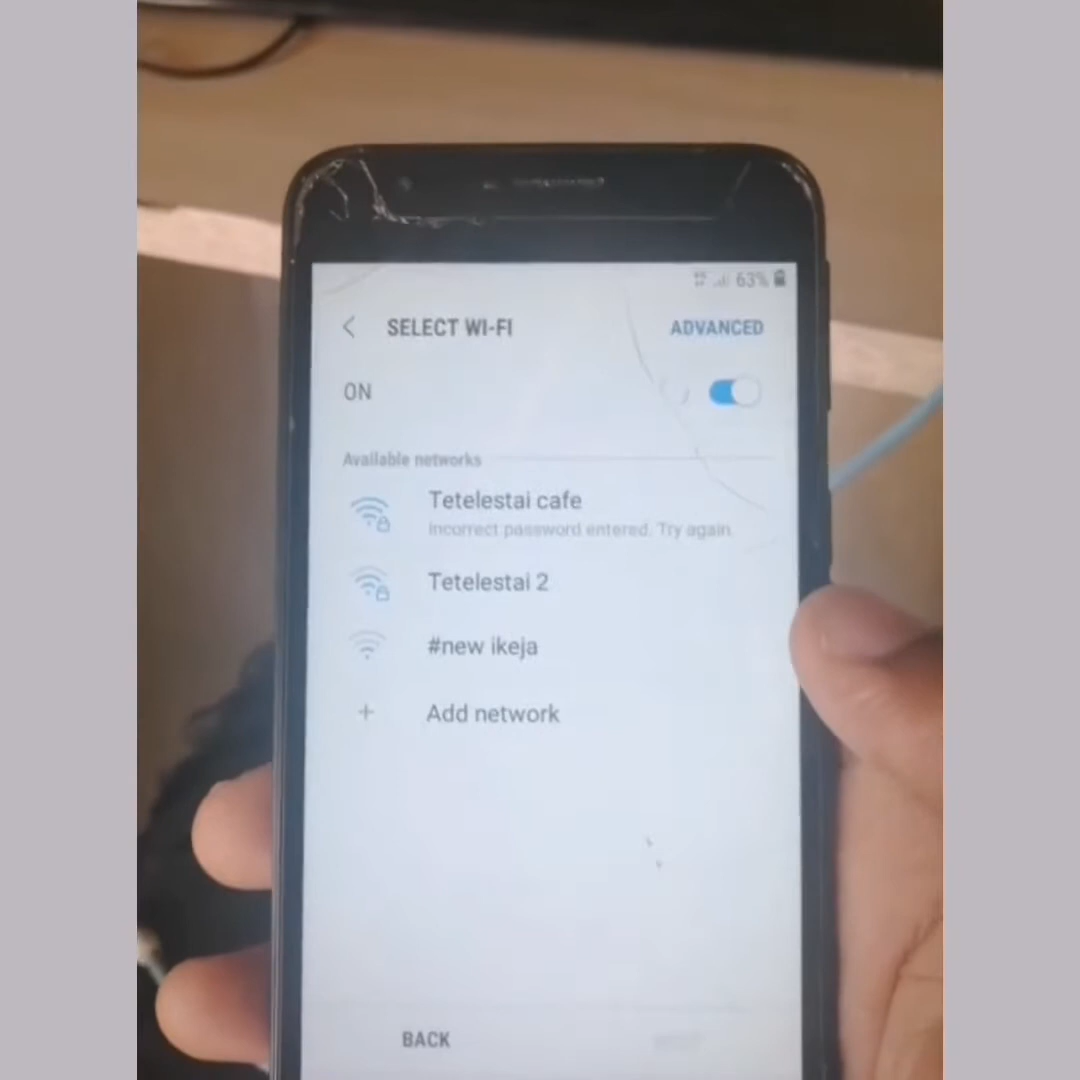 63%
SELECT WI-FI
ADVANCED
ON
Available networks
Tetelestai cafe
Incorrect password entered. Try again.
Tetelestai 2
#new ikeja
+ Add network
BACK